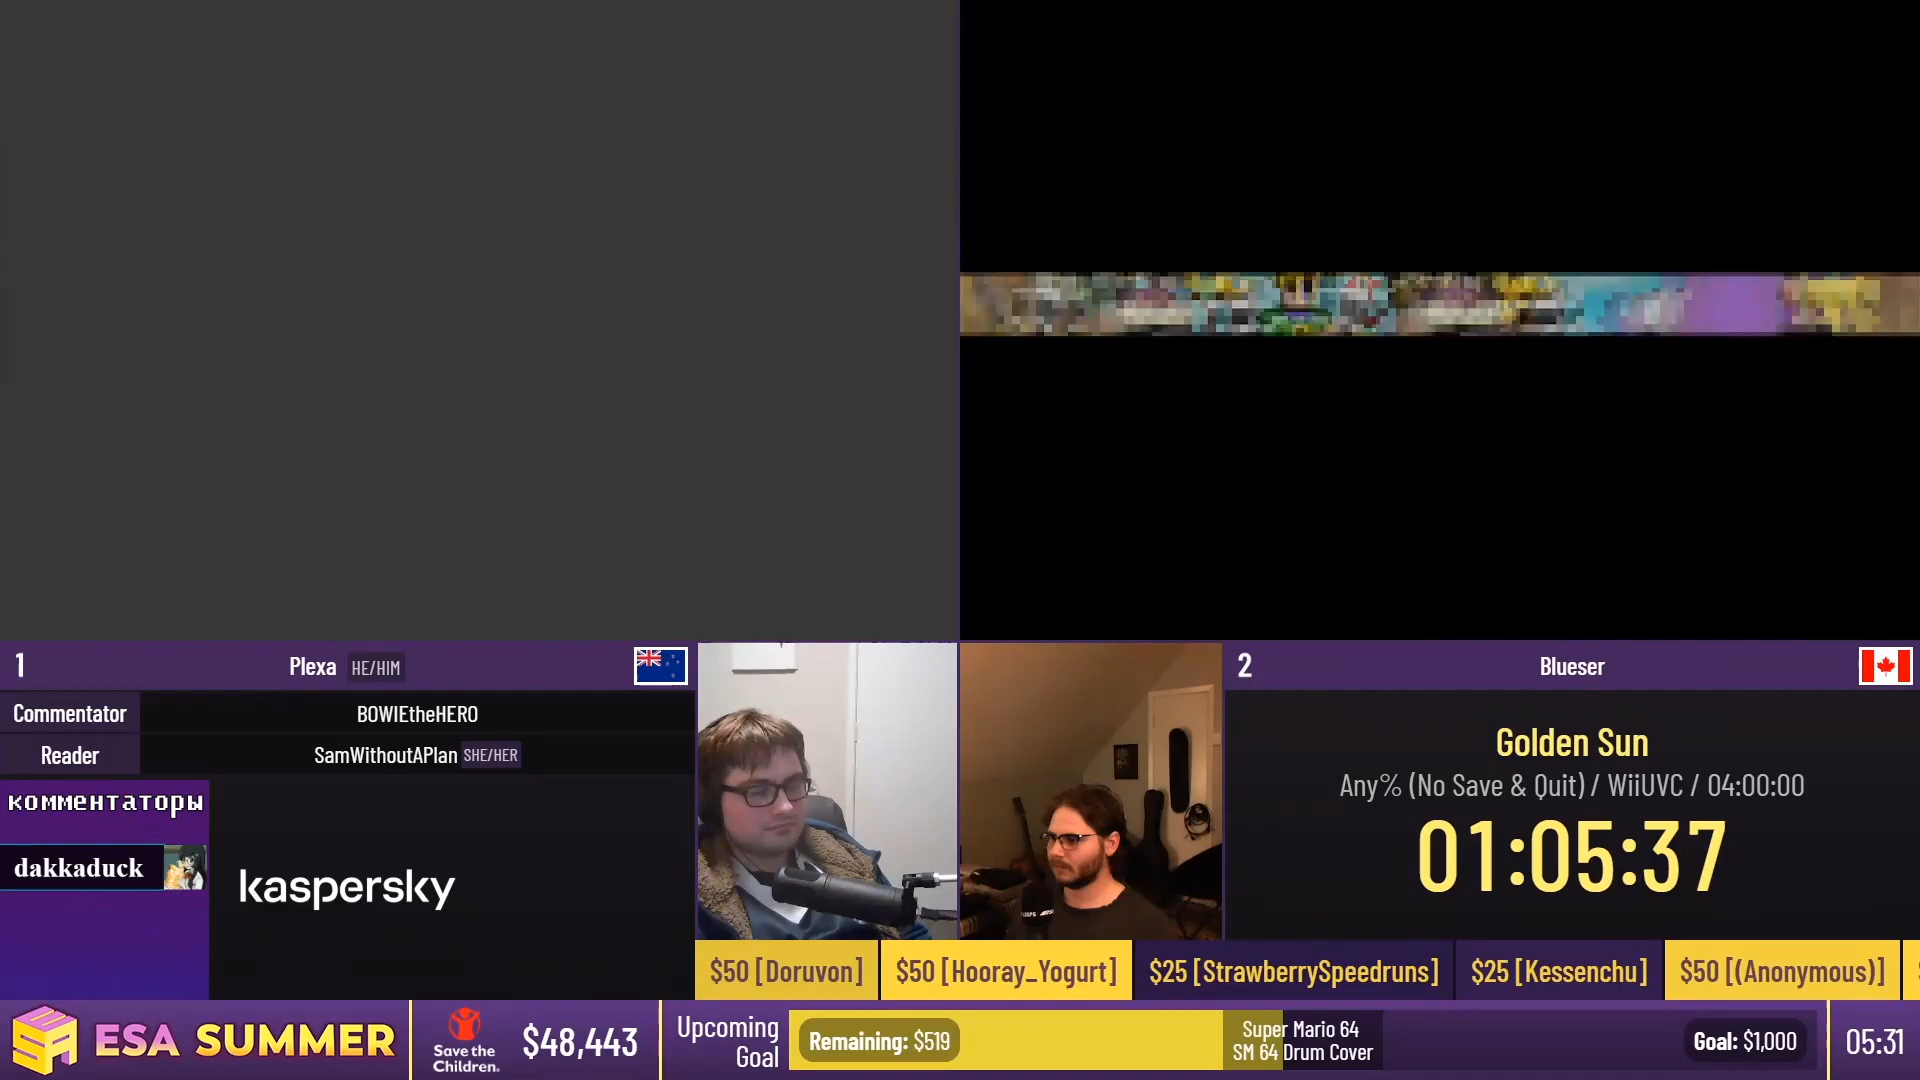 1
Plexa HE/HIM
Commentator
BOWIEtheHERO
Reader
SamWithoutAPlan SHE/HER
комментаторы
dakkaduck
kaspersky
2
Blueser
Golden Sun
Any% (No Save & Quit) / WiiUVC / 04:00:00
01:05:37
$50 [Doruvon]
$50 [Hooray_Yogurt]
$25 [StrawberrySpeedruns]
$25 [Kessenchu]
$50 [(Anonymous)]
ESA SUMMER
Save the
Children.
$48,443
Upcoming
Goal
Remaining: $519
Super Mario 64
SM 64 Drum Cover
Goal: $1,000
05:31